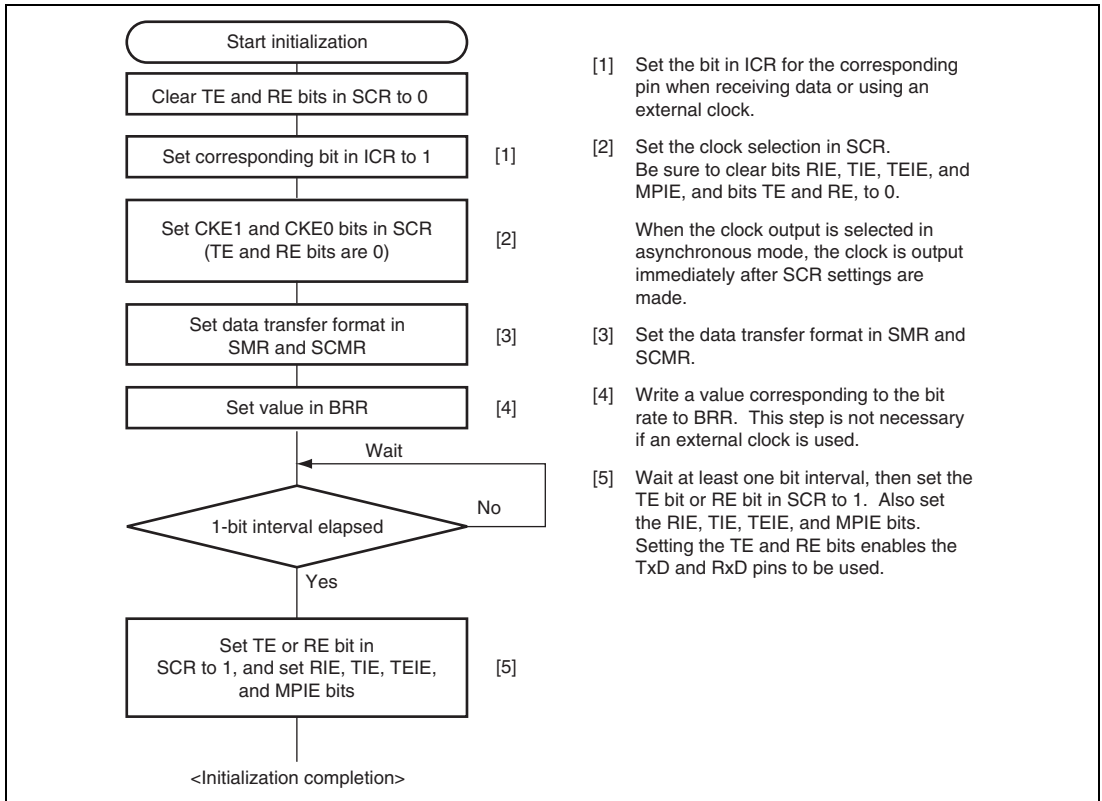 Start initialization
Clear TE and RE bits in SCR to 0
Set corresponding bit in ICR to 1
[1]
Set CKE1 and CKE0 bits in SCR
(TE and RE bits are 0)
[2]
Set data transfer format in
SMR and SCMR
[3]
Set value in BRR
[4]
Wait
1-bit interval elapsed
No
Yes
Set TE or RE bit in
SCR to 1, and set RIE, TIE, TEIE,
and MPIE bits
[5]
<Initialization completion>
[1] Set the bit in ICR for the corresponding
pin when receiving data or using an
external clock.
[2] Set the clock selection in SCR.
Be sure to clear bits RIE, TIE, TEIE, and
MPIE, and bits TE and RE, to 0.
When the clock output is selected in
asynchronous mode, the clock is output
immediately after SCR settings are
made.
[3] Set the data transfer format in SMR and
SCMR.
[4] Write a value corresponding to the bit
rate to BRR. This step is not necessary
if an external clock is used.
[5] Wait at least one bit interval, then set the
TE bit or RE bit in SCR to 1. Also set
the RIE, TIE, TEIE, and MPIE bits.
Setting the TE and RE bits enables the
TxD and RxD pins to be used.